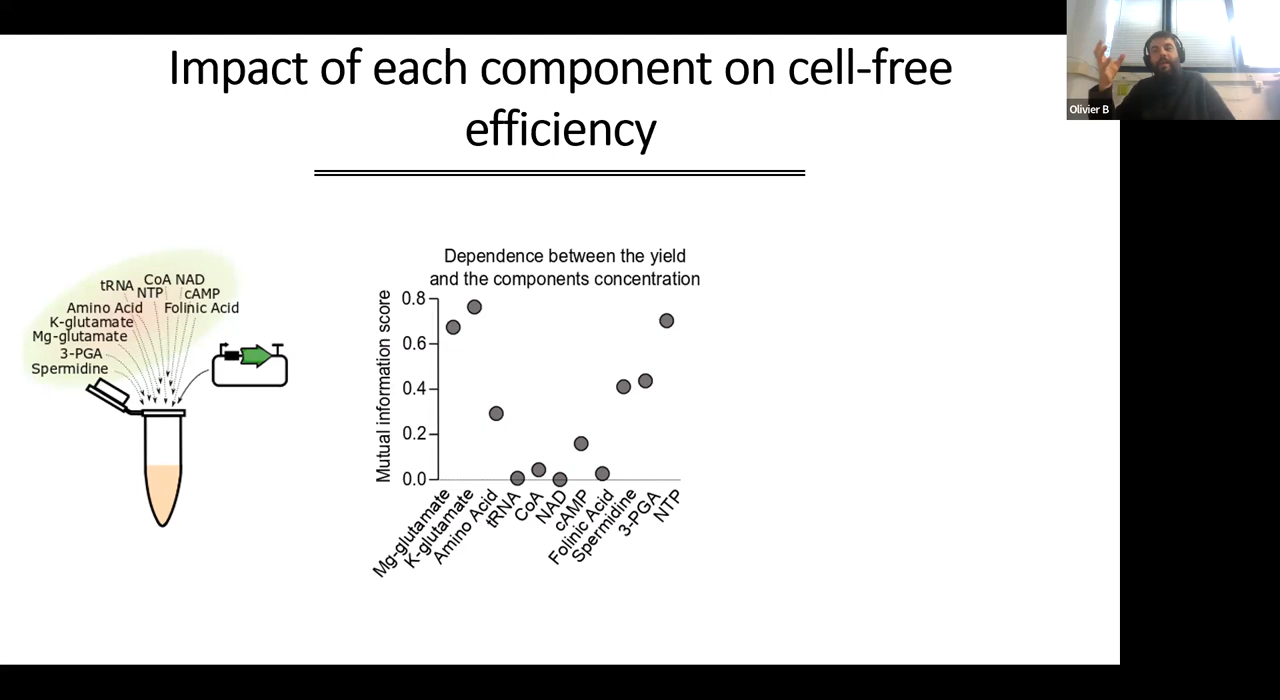 Impact of each component on cell-free
efficiency
Olivier B
tRNA
CoA NAD
NTP
cAMP
Amino Acid
Folinic Acid
K-glutamate
Mg-glutamate
3-PGA
Spermidine
Dependence between the yield
and the components concentration
Mutual information score
0.8
0.6
0.4
0.2
0.0
Mg-glutamate
K-glutamate
Amino Acid
tRNA
CoA
NAD
cAMP
Folinic Acid
Spermidine
3-PGA
NTP